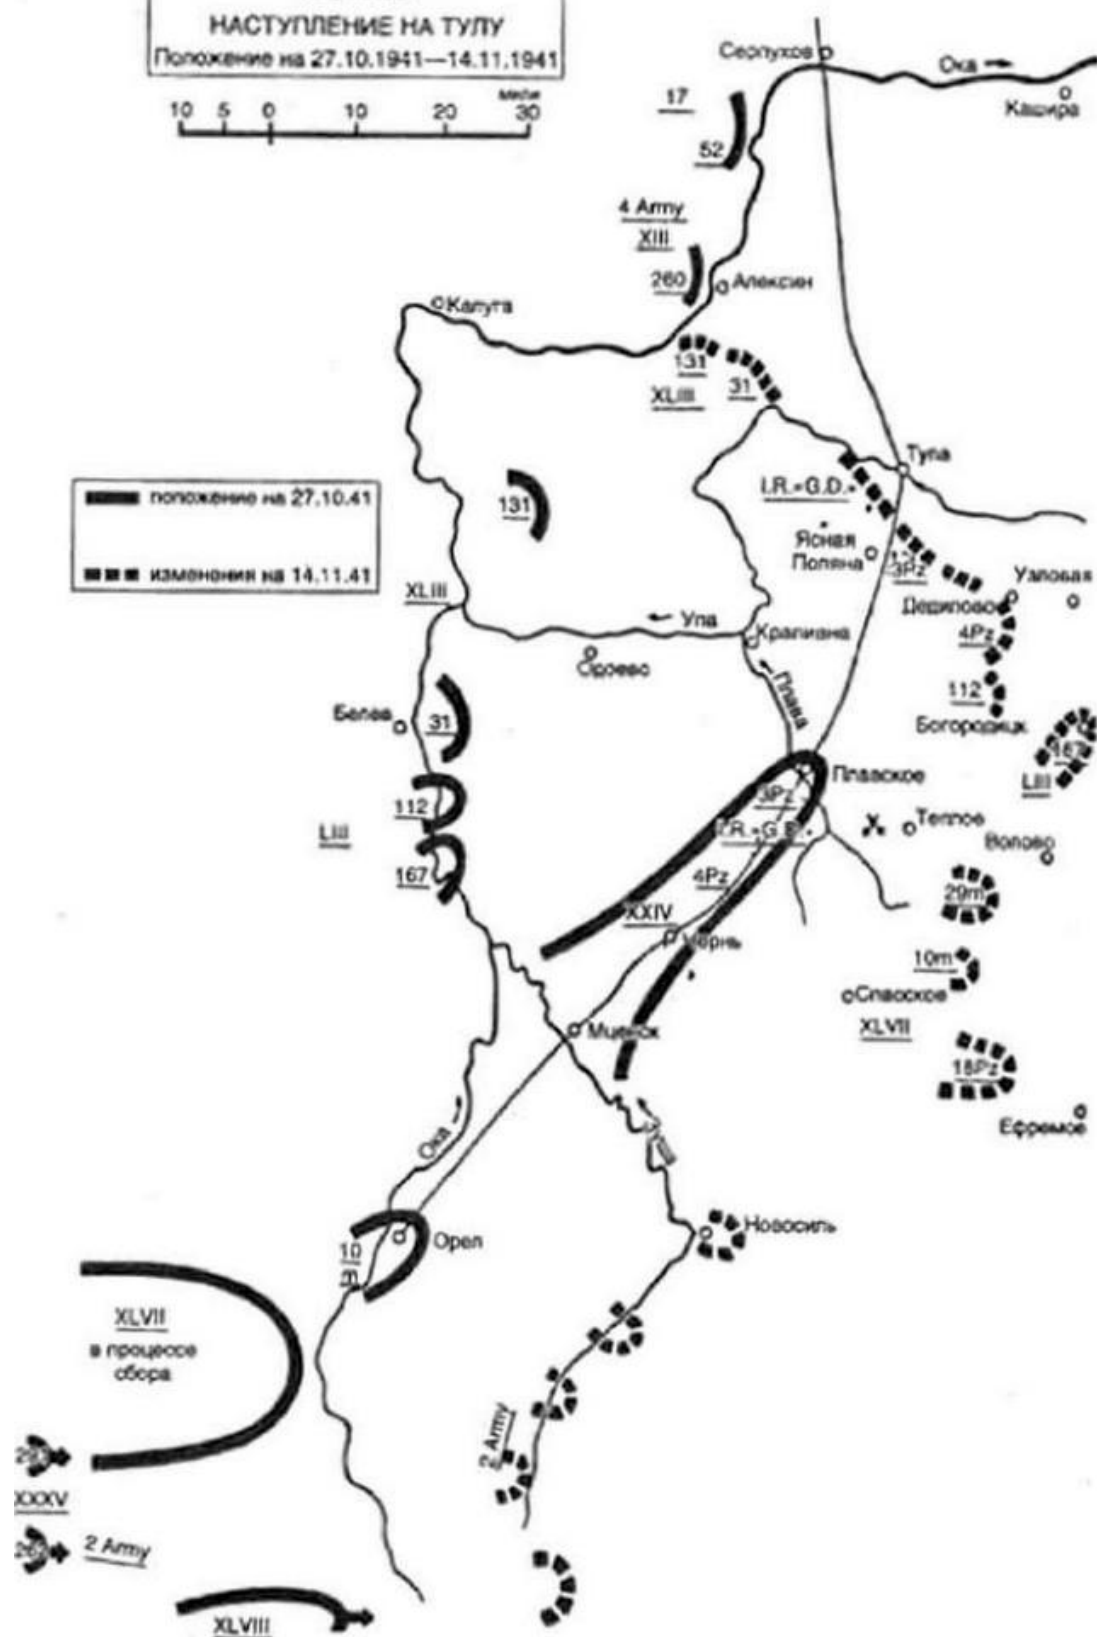 НАСТУПЛЕНИЕ НА ТУЛУ
Положение на 27.10.1941—14.11.1941
мили
10 5 0 10 20 30
Серпухов
Ока
Кашира
17
52
4 Army
XIII
260
Алексин
Калуга
131
31
XLIII
Тула
I.R.«G.D.»
положение на 27.10.41
изменения на 14.11.41
131
Ясная
Поляна
3Pz
Узловая
Дедилово
XLIII
Упа
Крапивна
4Pz
Одоево
Плава
112
Белев
31
Богородицк
167
LIII
Плавское
3Pz
112
LIII
I.R.«G.D.»
Теплое
Волово
167
4Pz
29m
XXIV
Чернь
10m
Спасское
XLVII
Мценск
18Pz
Ефремов
Ока
Новосиль
Орел
10
m
XLVII
в процессе
сбора
2 Army
XXXV
262
2 Army
XLVIII